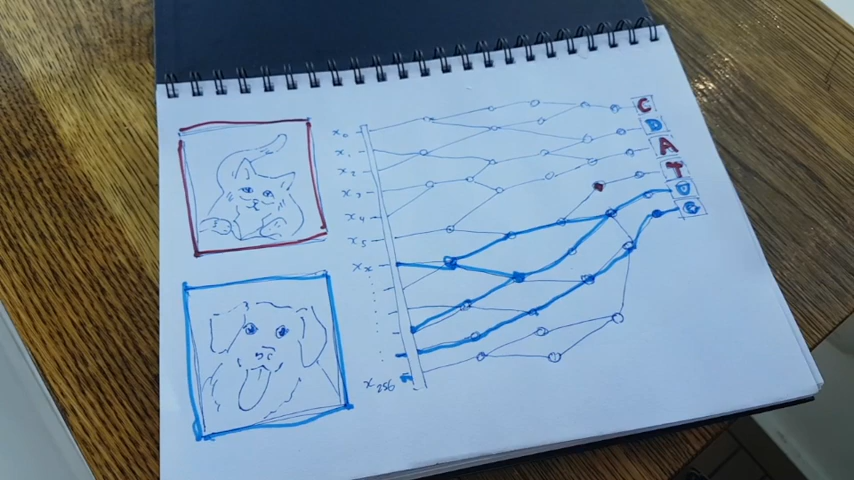 x₀
x₁
x₂
x₃
x₄
x₅
xₓ
x₂₅₆
C
D
A
T
O
G